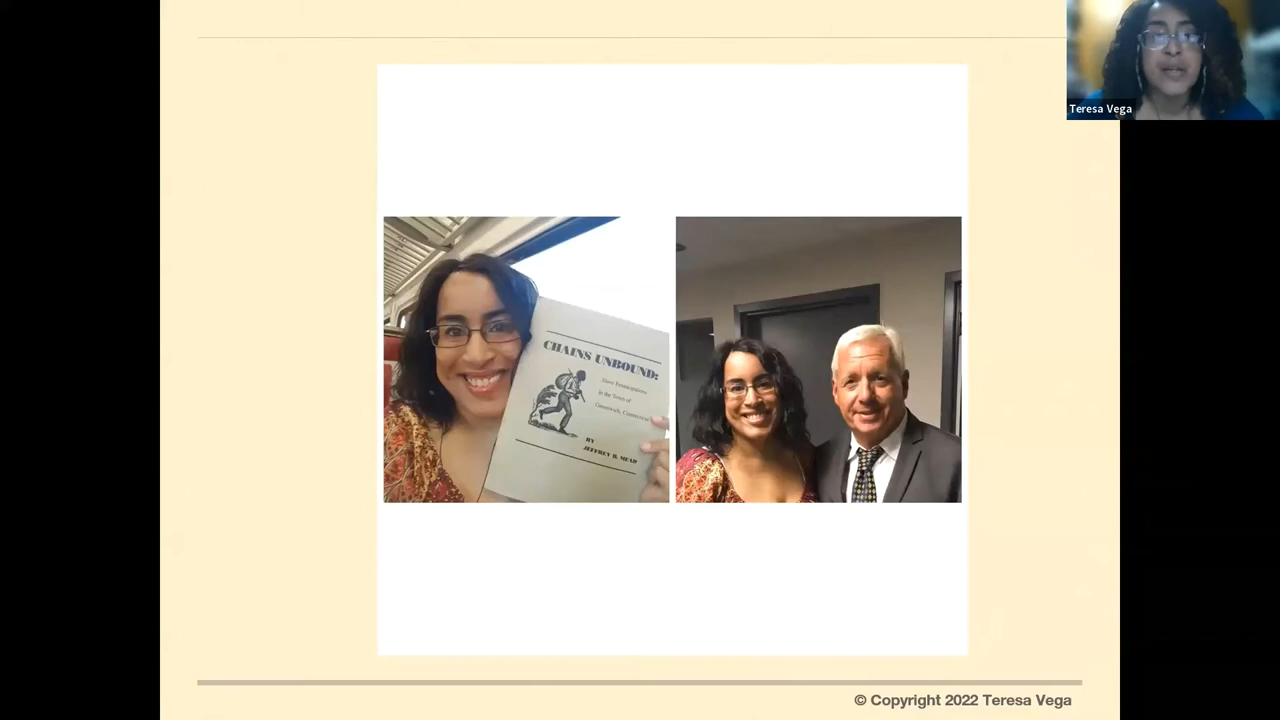 Teresa Vega
CHAINS UNBOUND:
Slave Emancipations
in the Town of
Greenwich, Connecticut
BY
JEFFREY B. MEAD
© Copyright 2022 Teresa Vega